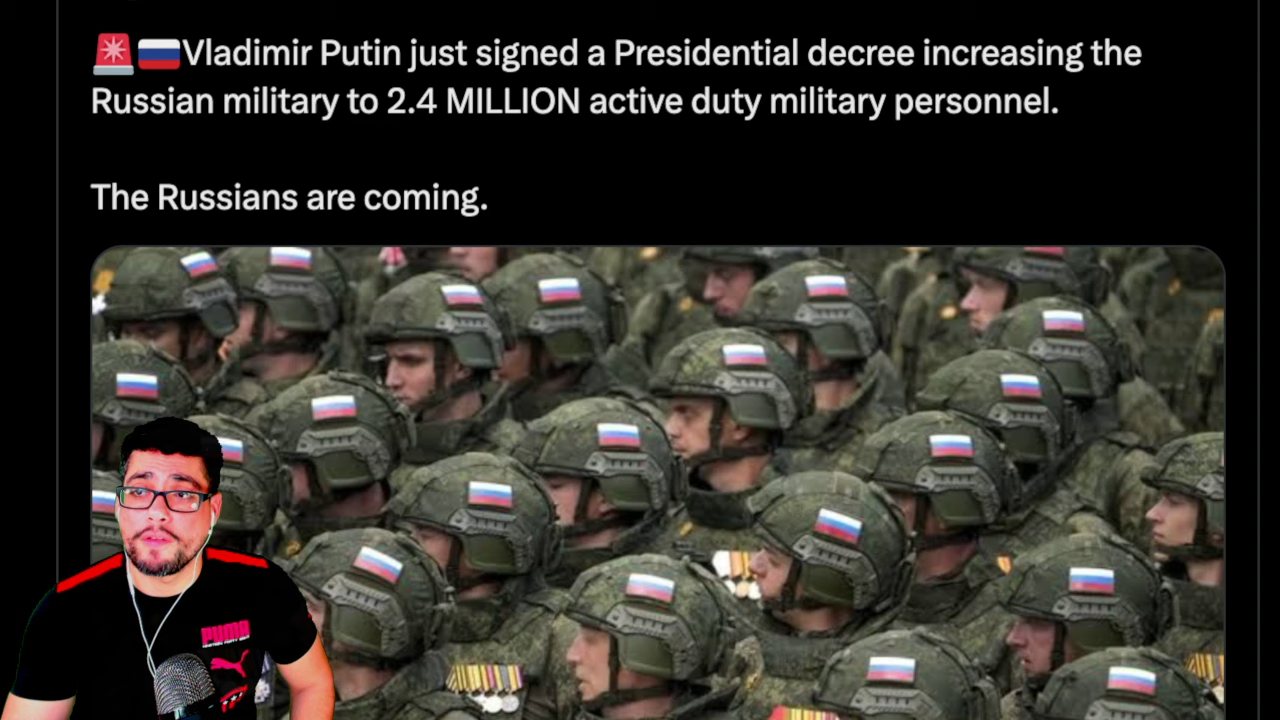 🚨🇷🇺Vladimir Putin just signed a Presidential decree increasing the
Russian military to 2.4 MILLION active duty military personnel.
The Russians are coming.
PUMA